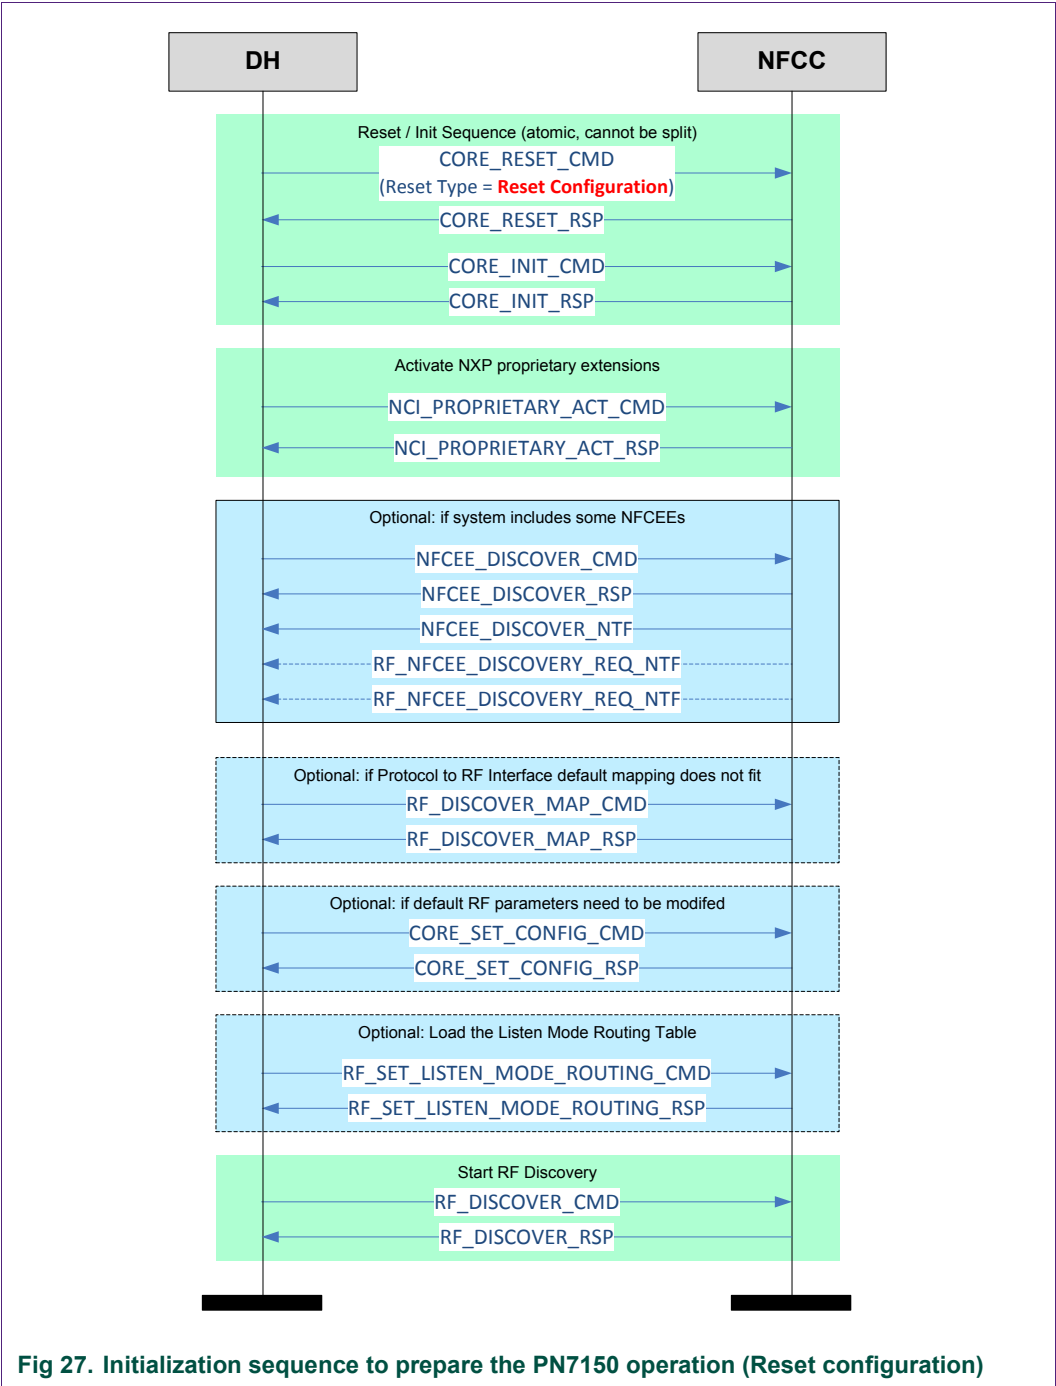 DH
NFCC
Reset / Init Sequence (atomic, cannot be split)
CORE_RESET_CMD
(Reset Type = Reset Configuration)
CORE_RESET_RSP
CORE_INIT_CMD
CORE_INIT_RSP
Activate NXP proprietary extensions
NCI_PROPRIETARY_ACT_CMD
NCI_PROPRIETARY_ACT_RSP
Optional: if system includes some NFCEEs
NFCEE_DISCOVER_CMD
NFCEE_DISCOVER_RSP
NFCEE_DISCOVER_NTF
RF_NFCEE_DISCOVERY_REQ_NTF
RF_NFCEE_DISCOVERY_REQ_NTF
Optional: if Protocol to RF Interface default mapping does not fit
RF_DISCOVER_MAP_CMD
RF_DISCOVER_MAP_RSP
Optional: if default RF parameters need to be modifed
CORE_SET_CONFIG_CMD
CORE_SET_CONFIG_RSP
Optional: Load the Listen Mode Routing Table
RF_SET_LISTEN_MODE_ROUTING_CMD
RF_SET_LISTEN_MODE_ROUTING_RSP
Start RF Discovery
RF_DISCOVER_CMD
RF_DISCOVER_RSP
Fig 27. Initialization sequence to prepare the PN7150 operation (Reset configuration)